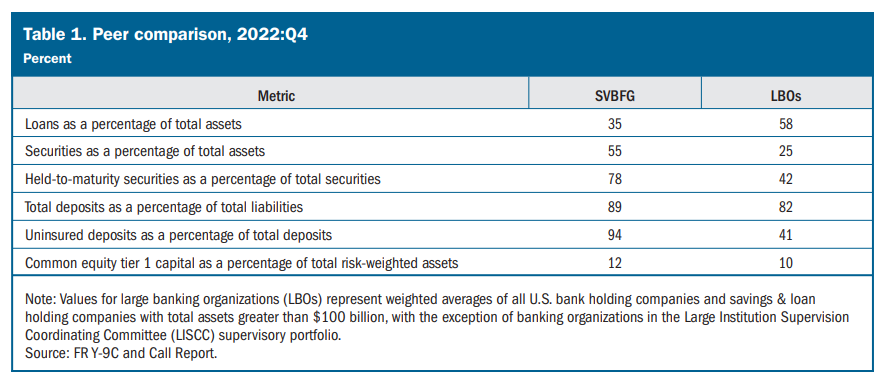 Table 1. Peer comparison, 2022:Q4
Percent
Metric SVBFG LBOs
Loans as a percentage of total assets 35 58
Securities as a percentage of total assets 55 25
Held-to-maturity securities as a percentage of total securities 78 42
Total deposits as a percentage of total liabilities 89 82
Uninsured deposits as a percentage of total deposits 94 41
Common equity tier 1 capital as a percentage of total risk-weighted assets 12 10
Note: Values for large banking organizations (LBOs) represent weighted averages of all U.S. bank holding companies and savings & loan
holding companies with total assets greater than $100 billion, with the exception of banking organizations in the Large Institution Supervision
Coordinating Committee (LISCC) supervisory portfolio.
Source: FR Y-9C and Call Report.